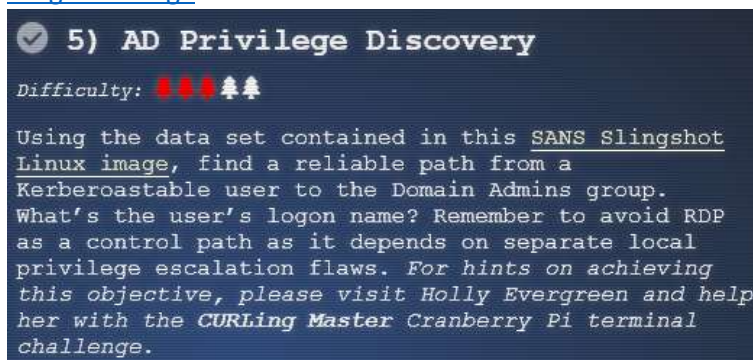 5) AD Privilege Discovery
Difficulty:
Using the data set contained in this SANS Slingshot
Linux image, find a reliable path from a
Kerberoastable user to the Domain Admins group.
What's the user's logon name? Remember to avoid RDP
as a control path as it depends on separate local
privilege escalation flaws. For hints on achieving
this objective, please visit Holly Evergreen and help
her with the CURLing Master Cranberry Pi terminal
challenge.